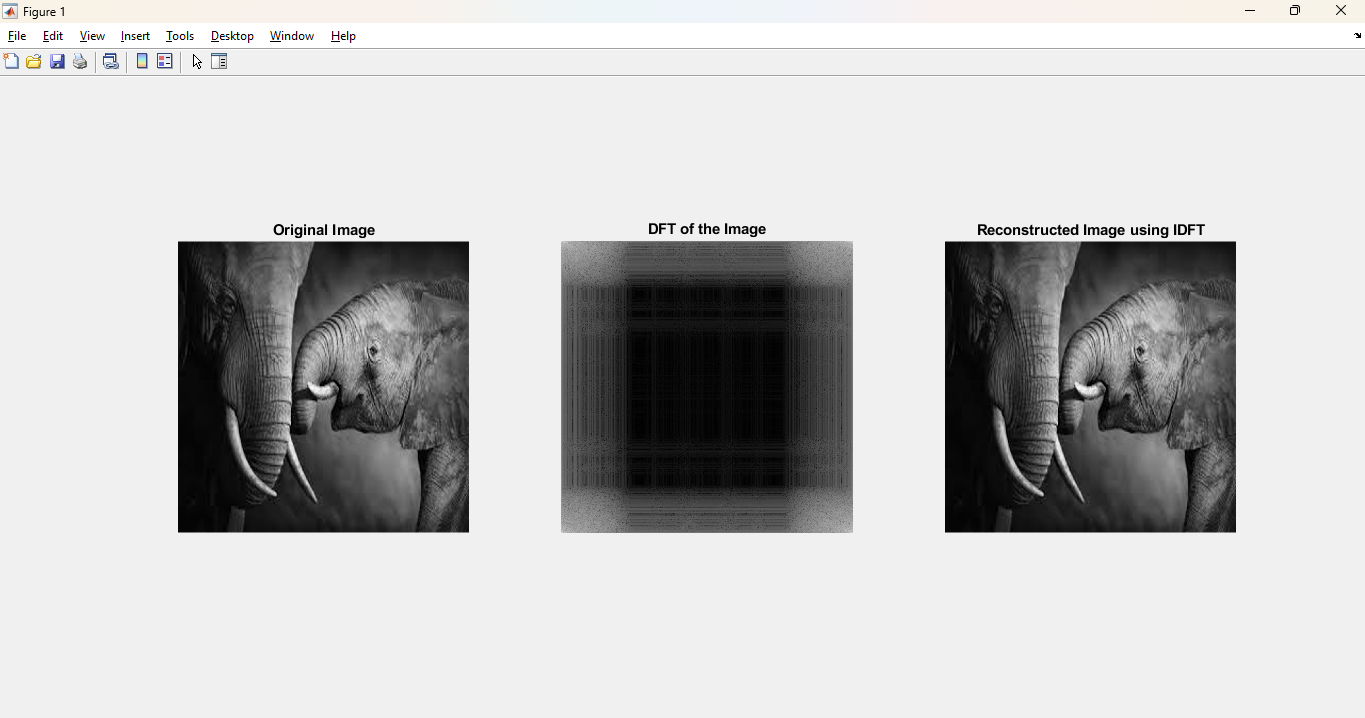 Figure 1
File Edit View Insert Tools Desktop Window Help
Original Image
DFT of the Image
Reconstructed Image using IDFT